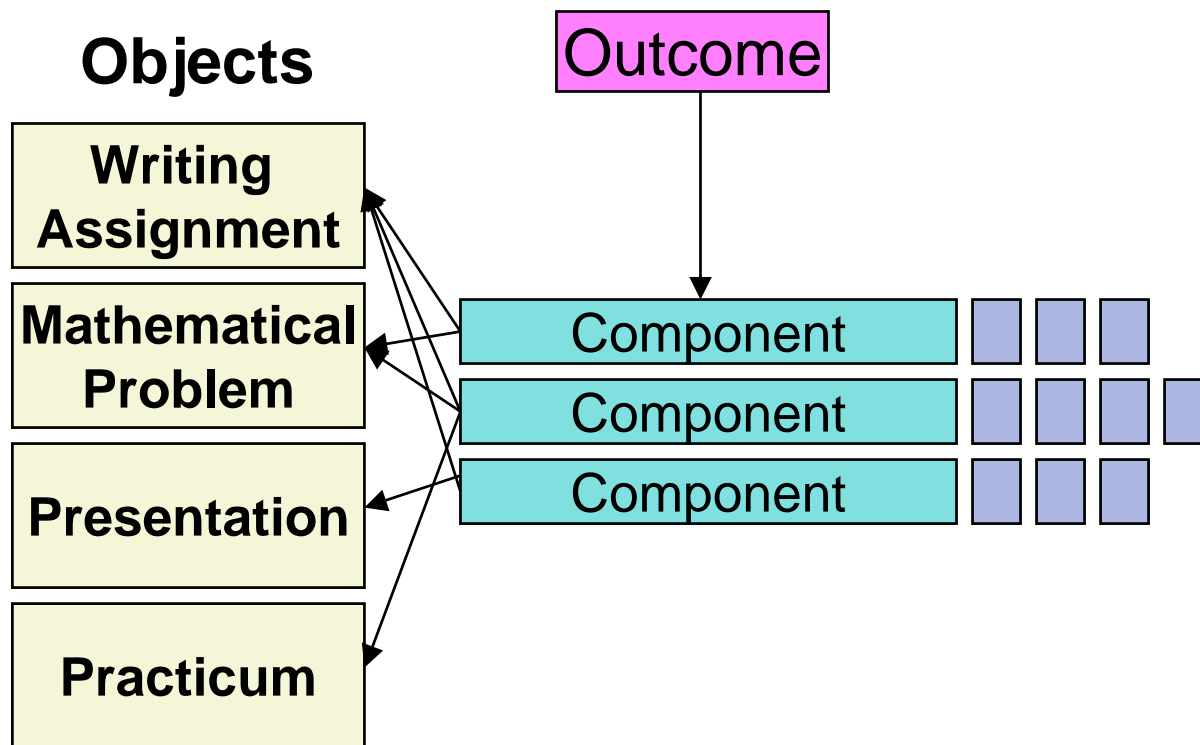 Objects
Outcome
Writing
Assignment
Mathematical
Problem
Presentation
Practicum
Component
Component
Component